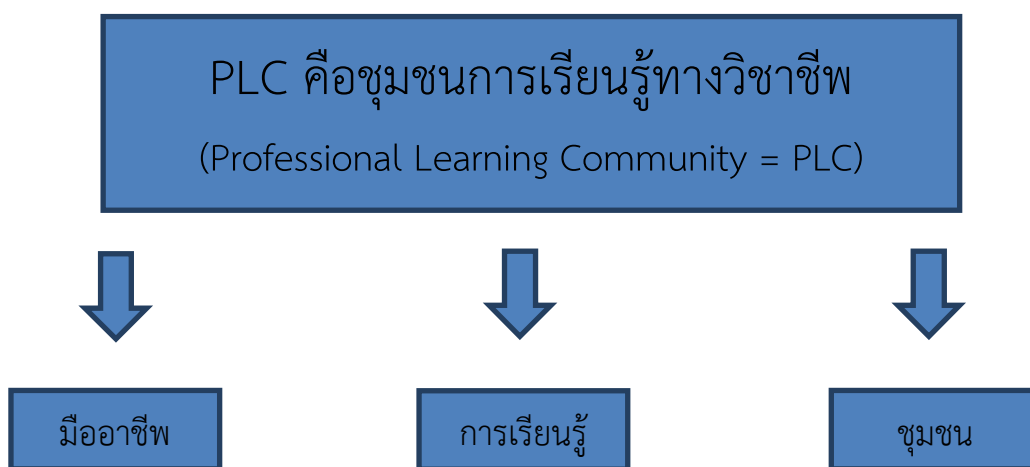 PLC คือชุมชนการเรียนรู้ทางวิชาชีพ
(Professional Learning Community = PLC)
มืออาชีพ
การเรียนรู้
ชุมชน